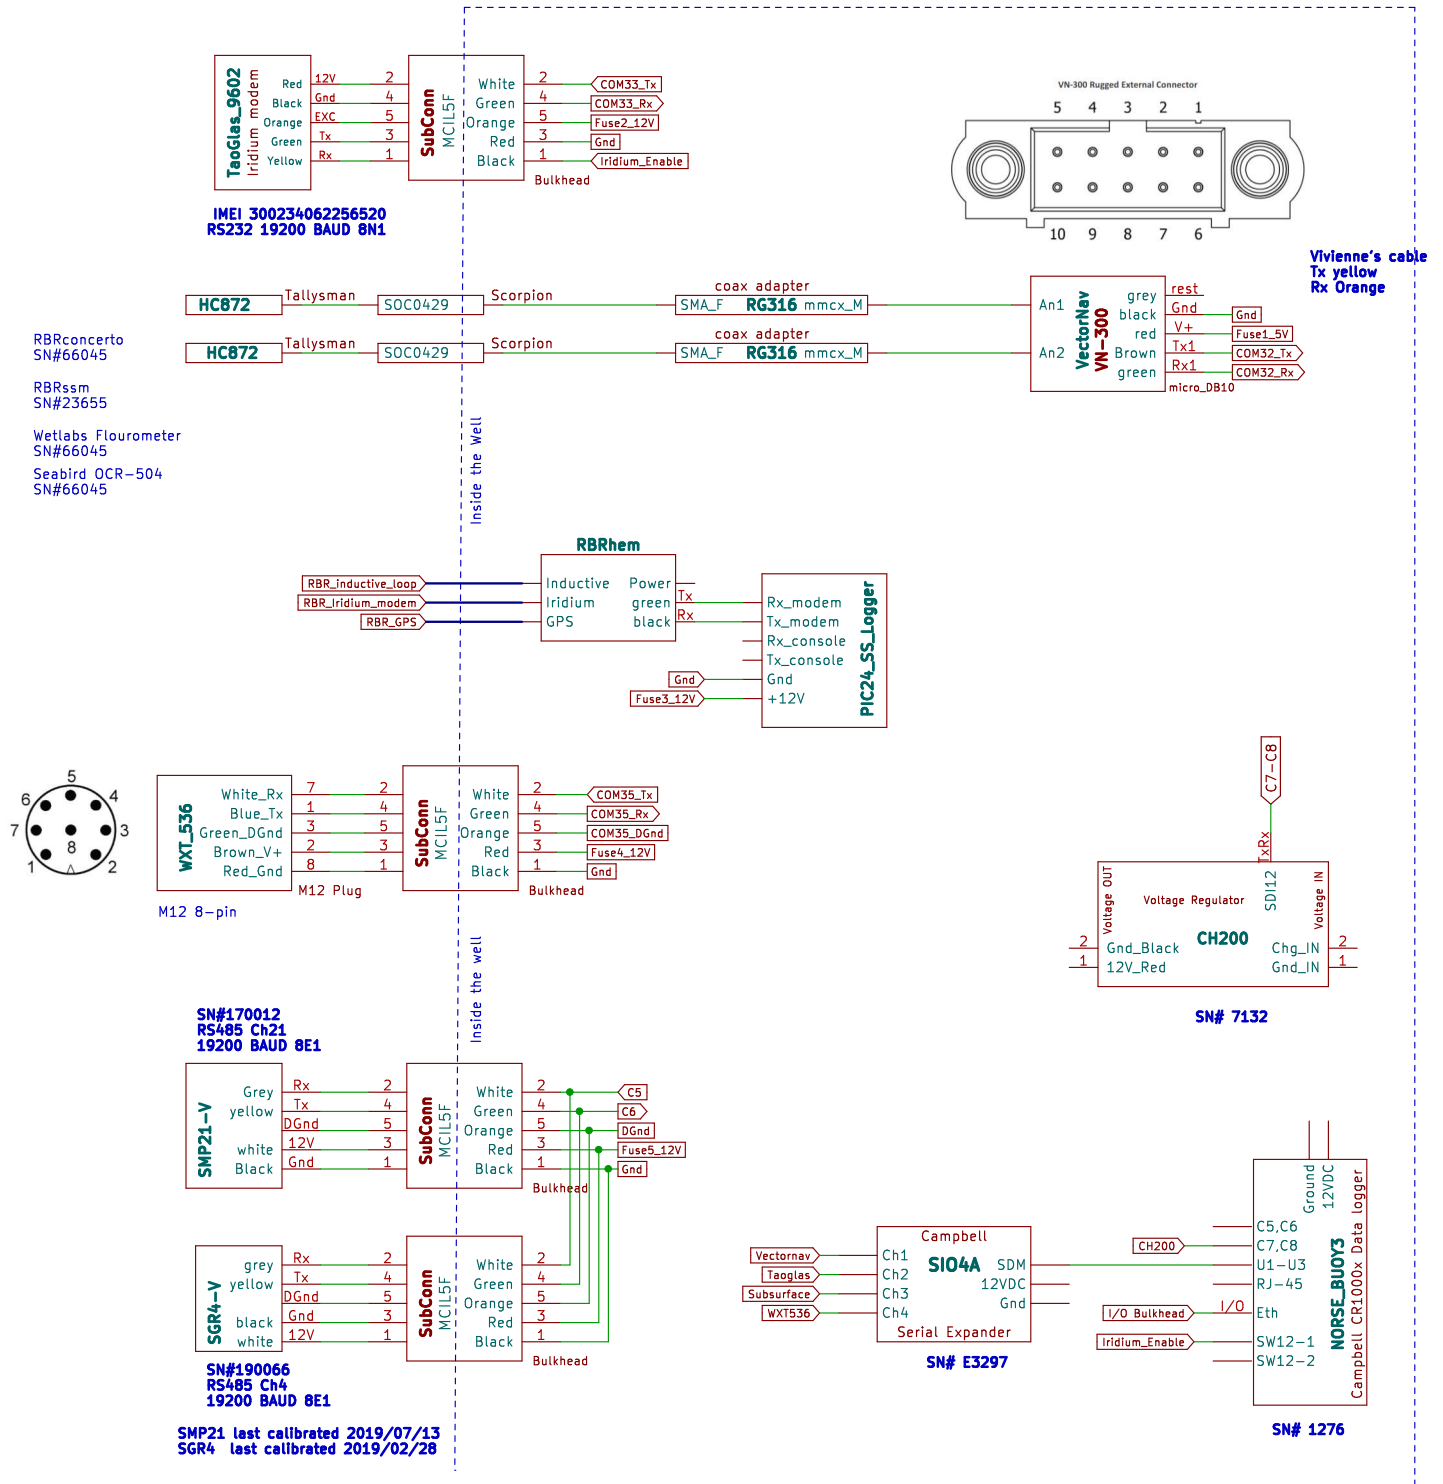 TaoGlas_9602
Iridium modem
Red 12V 2
Black Gnd 4
Orange EXC 5
Green Tx 3
Yellow Rx 1
SubConn
MCIL5F
White 2 COM33_Tx
Green 4 COM33_Rx
Orange 5 Fuse2_12V
Red 3 Gnd
Black 1 Iridium_Enable
Bulkhead
IMEI 300234062256520
RS232 19200 BAUD 8N1
VN-300 Rugged External Connector
5 4 3 2 1
10 9 8 7 6
Vivienne's cable
Tx yellow
Rx Orange
HC872 Tallysman SOC0429 Scorpion SMA_F coax adapter RG316 mmcx_M An1
HC872 Tallysman SOC0429 Scorpion SMA_F coax adapter RG316 mmcx_M An2
VectorNav
VN-300
grey rest
black Gnd Gnd
red V+ Fuse1_5V
Brown Tx1 COM32_Tx
green Rx1 COM32_Rx
micro_DB10
RBRconcerto
SN#66045
RBRssm
SN#23655
Wetlabs Flourometer
SN#66045
Seabird OCR-504
SN#66045
Inside the Well
RBRhem
RBR_inductive_loop Inductive Power
RBR_Iridium_modem Iridium green Tx
RBR_GPS GPS black Rx
PIC24_SS_Logger
Rx_modem
Tx_modem
Rx_console
Tx_console
Gnd Gnd
Fuse3_12V +12V
5
6 4
7 3
8
1 2
WXT_536
White_Rx 7 2
Blue_Tx 1 4
Green_DGnd 3 5
Brown_V+ 2 3
Red_Gnd 8 1
M12 Plug
M12 8-pin
SubConn
MCIL5F
White 2 COM35_Tx
Green 4 COM35_Rx
Orange 5 COM35_DGnd
Red 3 Fuse4_12V
Black 1 Gnd
Bulkhead
C7-C8
TxRx
SDI12
Voltage OUT
Voltage Regulator
Voltage IN
CH200
2 Gnd_Black Chg_IN 2
1 12V_Red Gnd_IN 1
SN# 7132
Inside the well
SN#170012
RS485 Ch21
19200 BAUD 8E1
SMP21-V
Grey Rx 2
yellow Tx 4
DGnd 5
white 12V 3
Black Gnd 1
SubConn
MCIL5F
White 2 C5
Green 4 C6
Orange 5 DGnd
Red 3 Fuse5_12V
Black 1 Gnd
Bulkhead
SGR4-V
grey Rx 2
yellow Tx 4
DGnd 5
black Gnd 3
white 12V 1
SubConn
MCIL5F
White 2
Green 4
Orange 5
Red 3
Black 1
Bulkhead
SN#190066
RS485 Ch4
19200 BAUD 8E1
SMP21 last calibrated 2019/07/13
SGR4 last calibrated 2019/02/28
Campbell
SIO4A
Vectornav Ch1
Taoglas Ch2
Subsurface Ch3
WXT536 Ch4
SDM
12VDC
Gnd
Serial Expander
SN# E3297
Ground
12VDC
C5,C6
CH200 C7,C8
U1-U3
RJ-45
I/O Bulkhead I/O Eth
Iridium_Enable SW12-1
SW12-2
NORSE_BUOY3
Campbell CR1000x Data logger
SN# 1276